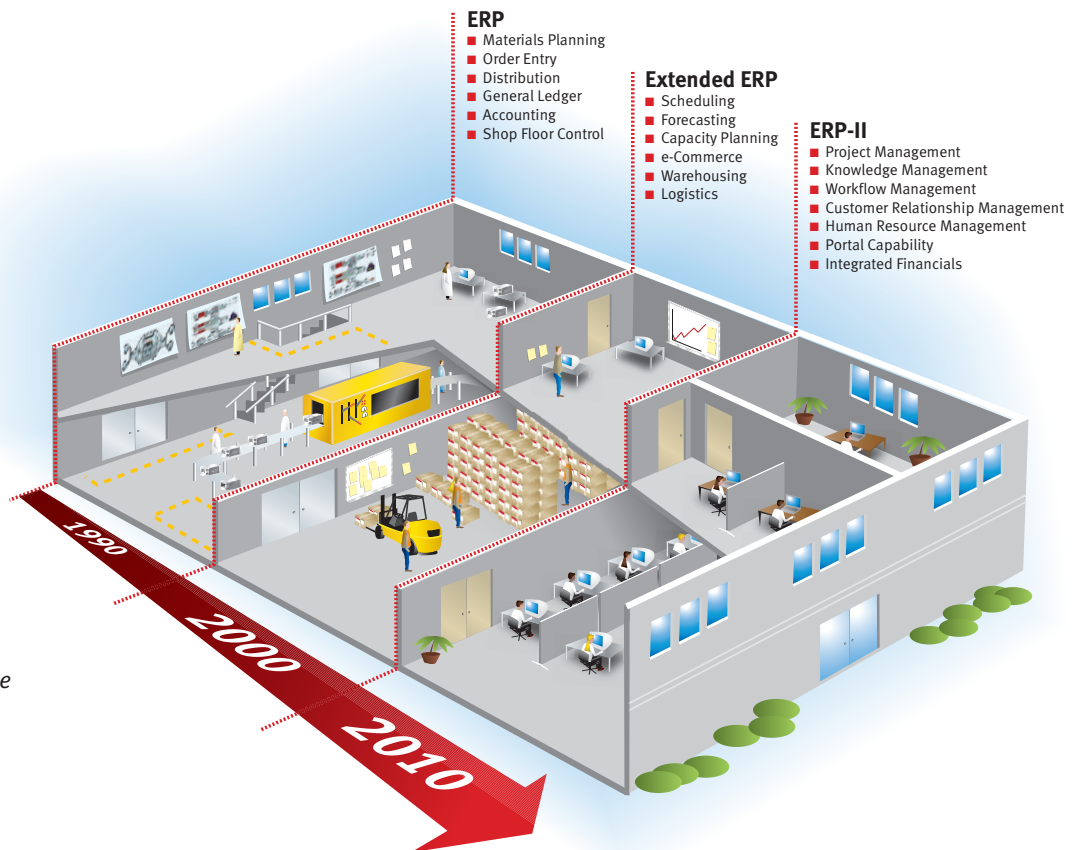 ERP
■ Materials Planning
■ Order Entry
■ Distribution
■ General Ledger
■ Accounting
■ Shop Floor Control
Extended ERP
■ Scheduling
■ Forecasting
■ Capacity Planning
■ e-Commerce
■ Warehousing
■ Logistics
ERP-II
■ Project Management
■ Knowledge Management
■ Workflow Management
■ Customer Relationship Management
■ Human Resource Management
■ Portal Capability
■ Integrated Financials
1990
2000
e
2010